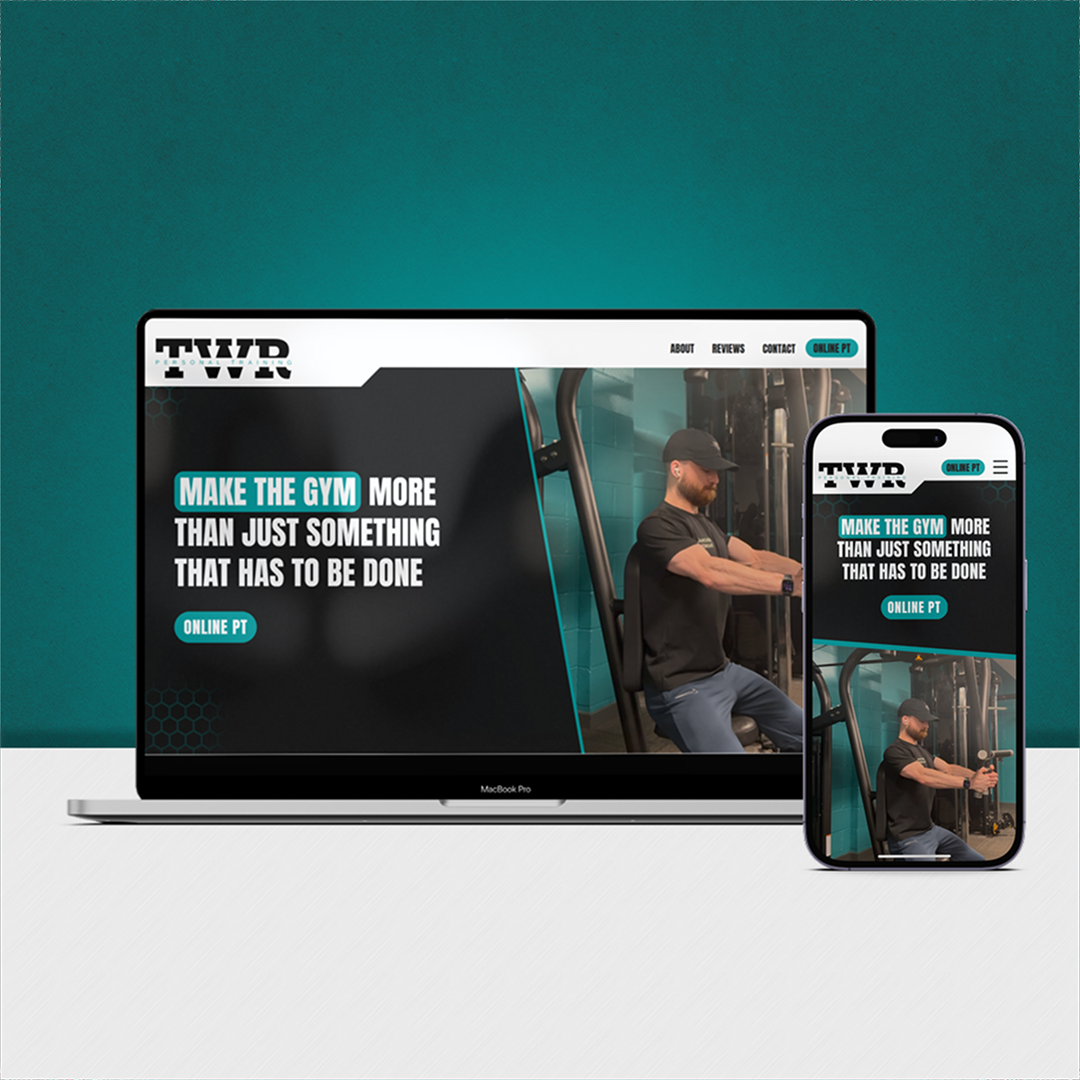 TWR
PERSONAL TRAINING
ABOUT REVIEWS CONTACT ONLINE PT
MAKE THE GYM MORE
THAN JUST SOMETHING
THAT HAS TO BE DONE
ONLINE PT
MacBook Pro
TWR
PERSONAL TRAINING
ONLINE PT
MAKE THE GYM MORE
THAN JUST SOMETHING
THAT HAS TO BE DONE
ONLINE PT